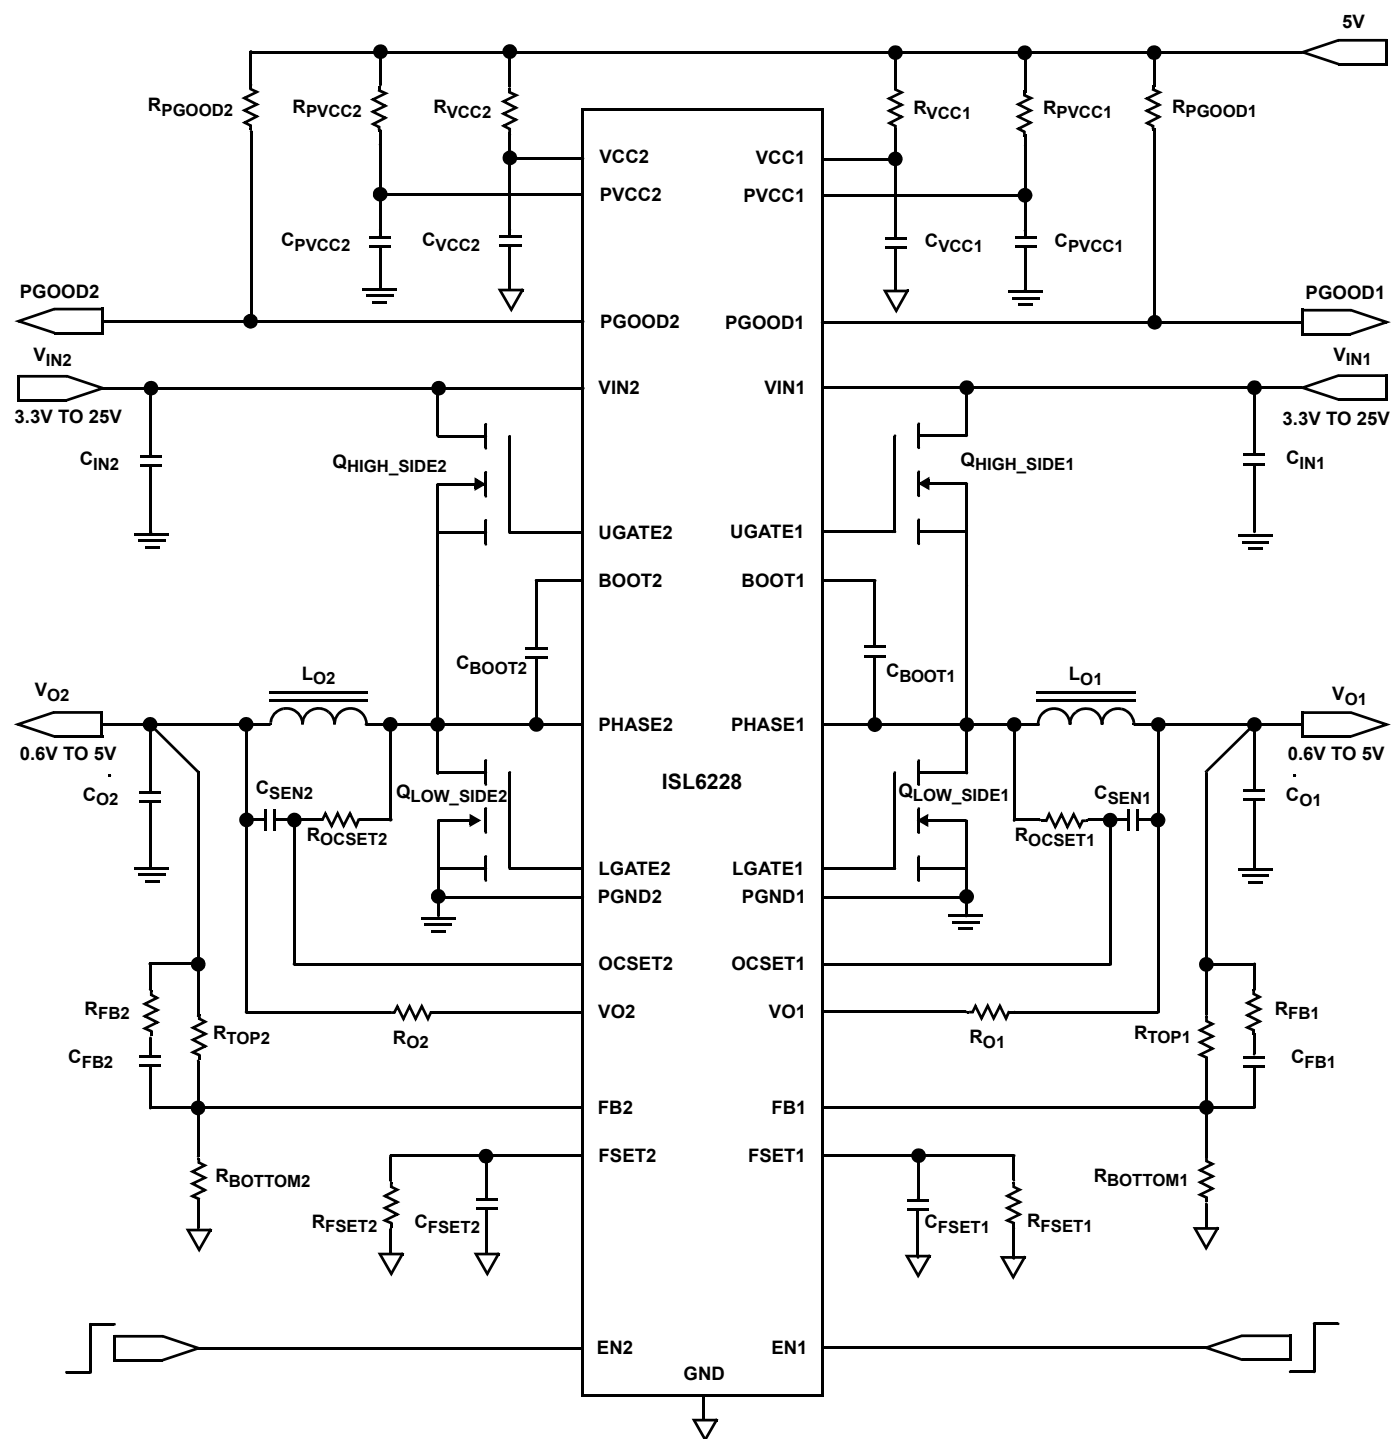 5V
RPGOOD2
RPVCC2
RVCC2
RVCC1
RPVCC1
RPGOOD1
VCC2
VCC1
PVCC2
PVCC1
CPVCC2
CVCC2
CVCC1
CPVCC1
PGOOD2
PGOOD1
PGOOD2
PGOOD1
VIN2
VIN1
VIN2
VIN1
3.3V TO 25V
3.3V TO 25V
CIN2
QHIGH_SIDE2
QHIGH_SIDE1
CIN1
UGATE2
UGATE1
BOOT2
BOOT1
CBOOT2
CBOOT1
LO2
LO1
VO2
VO1
PHASE2
PHASE1
0.6V TO 5V
0.6V TO 5V
ISL6228
CO2
CSEN2
QLOW_SIDE2
QLOW_SIDE1
CSEN1
CO1
ROCSET2
ROCSET1
LGATE2
LGATE1
PGND2
PGND1
OCSET2
OCSET1
RFB2
RTOP2
VO2
VO1
RTOP1
RFB1
RO2
RO1
CFB2
CFB1
FB2
FB1
FSET2
FSET1
RBOTTOM2
RBOTTOM1
RFSET2
CFSET2
CFSET1
RFSET1
EN2
EN1
GND